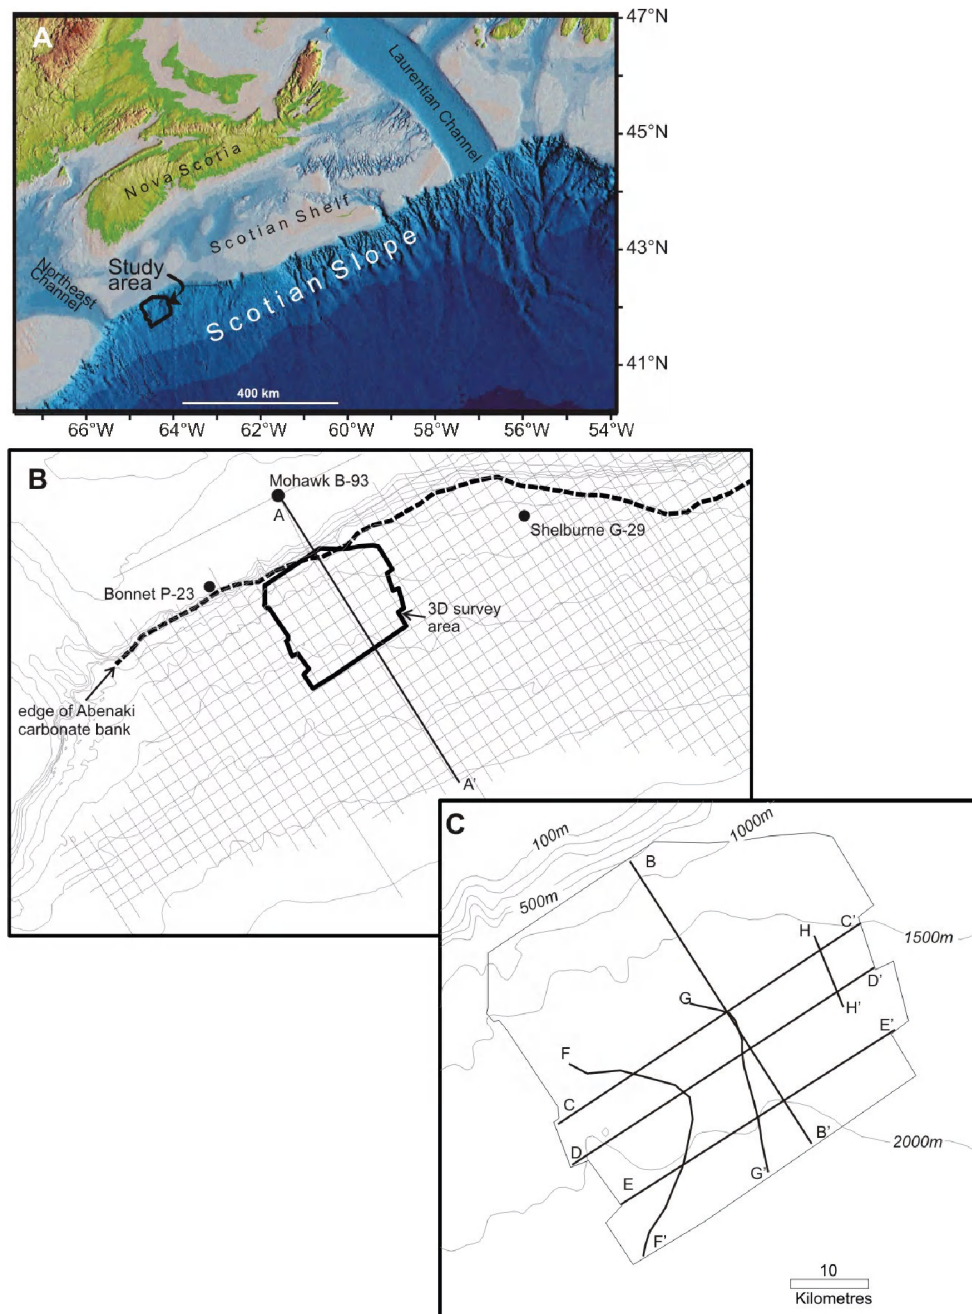 A
47°N
Laurentian
Channel
45°N
Nova Scoria
Scotian Shelf
43°N
Northeast
Channel
Study
area
Scotian Slope
41°N
400 km
66°W
64°W
62°W
60°W
58°W
56°W
54°W
B
Mohawk B-93
A
Shelburne G-29
Bonnet P-23
3D survey
area
edge of Abenaki
carbonate bank
A'
C
100m
1000m
500m
B
C'
H
1500m
D'
G
H'
E'
F
C
B'
2000m
D
E
G'
F'
10
Kilometres